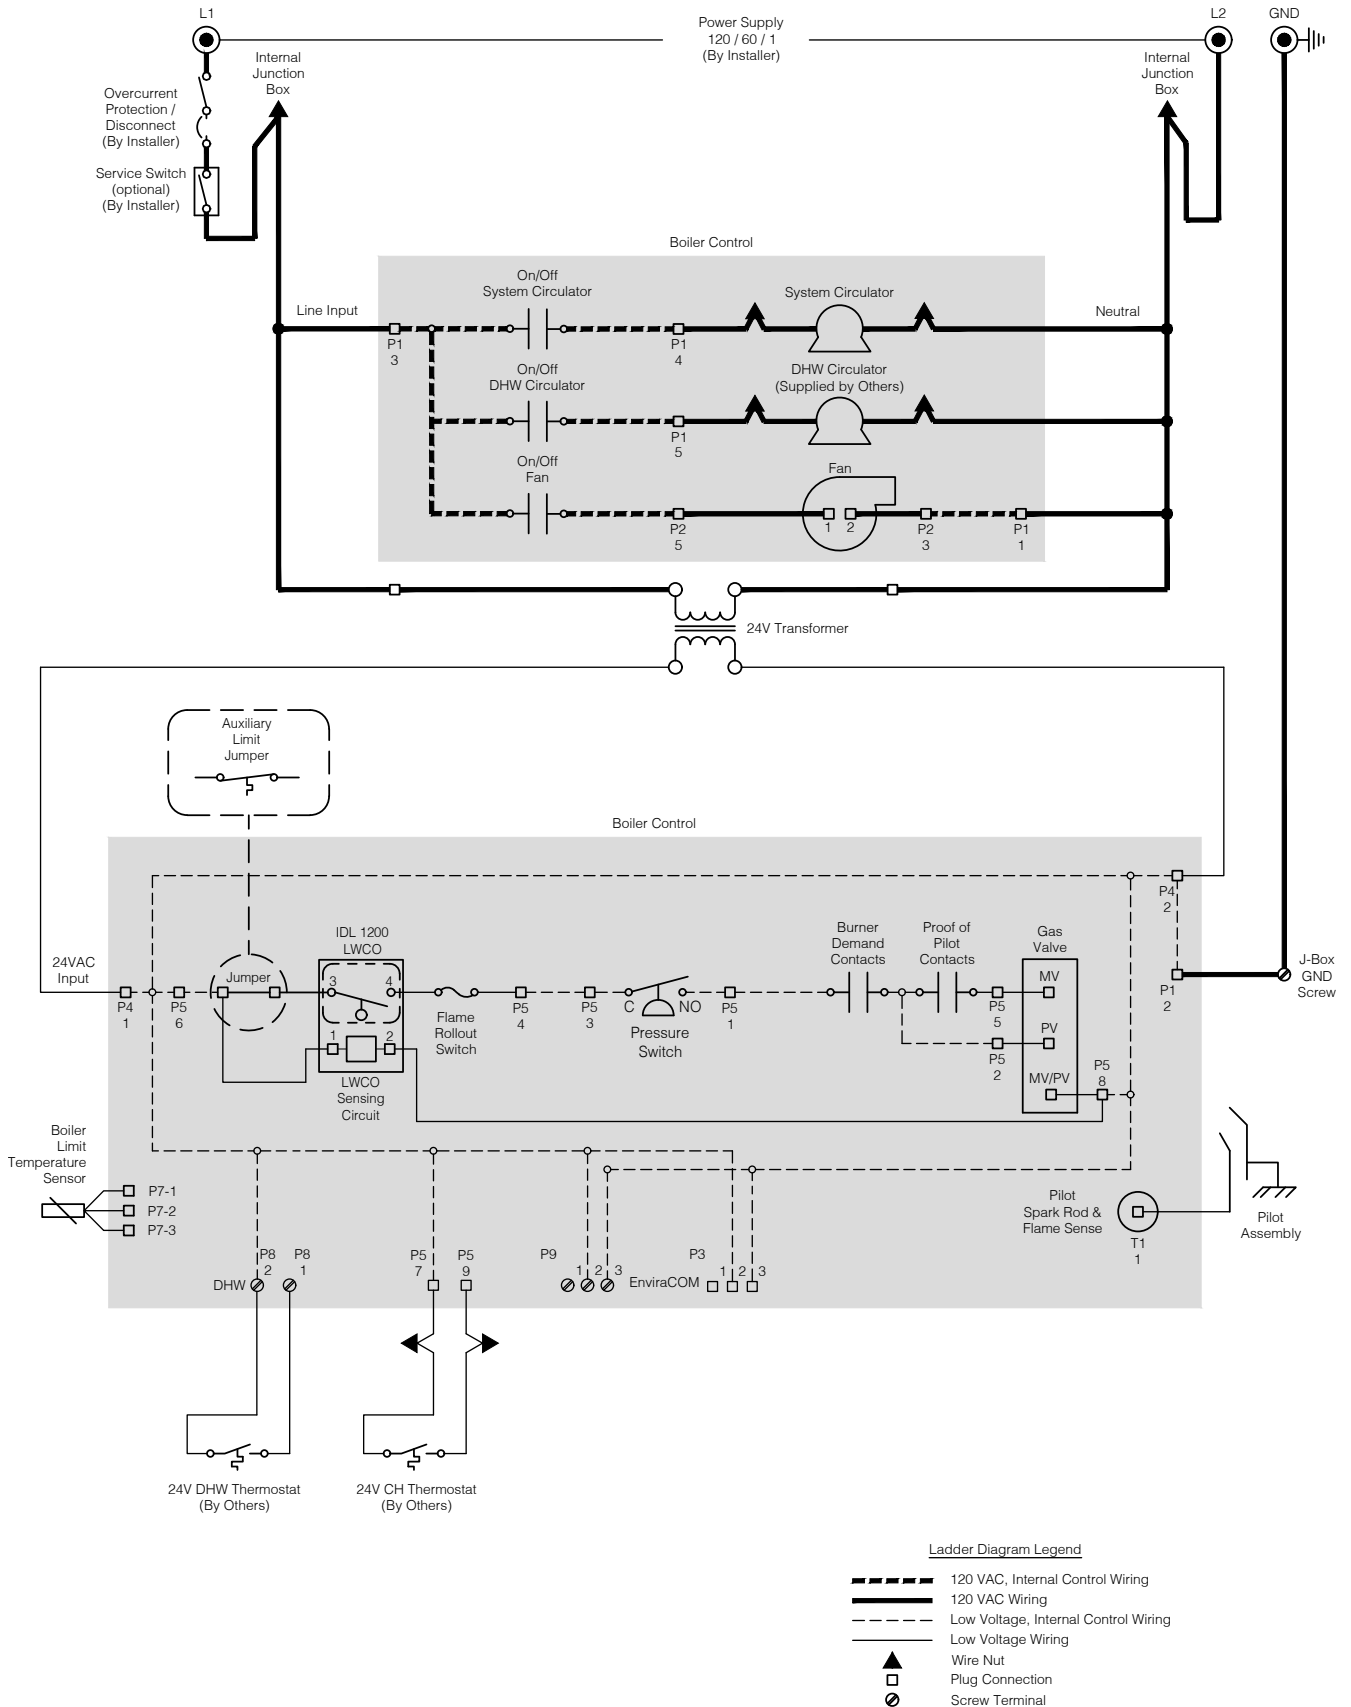 L1
Power Supply
120 / 60 / 1
(By Installer)
L2
GND
Internal
Junction
Box
Internal
Junction
Box
Overcurrent
Protection /
Disconnect
(By Installer)
Service Switch
(optional)
(By Installer)
Boiler Control
On/Off
System Circulator
System Circulator
Line Input
Neutral
P1
3
P1
4
On/Off
DHW Circulator
DHW Circulator
(Supplied by Others)
P1
5
On/Off
Fan
Fan
1 2
P2
5
P2
3
P1
1
24V Transformer
Auxiliary
Limit
Jumper
Boiler Control
P4
2
IDL 1200
LWCO
Burner
Demand
Contacts
Proof of
Pilot
Contacts
Gas
Valve
24VAC
Input
Jumper
3 4
MV
J-Box
GND
Screw
P4
1
P5
6
Flame
Rollout
Switch
P5
4
P5
3
C NO
Pressure
Switch
P5
1
P5
5
P1
2
1 2
PV
P5
2
LWCO
Sensing
Circuit
MV/PV
P5
8
Boiler
Limit
Temperature
Sensor
P7-1
P7-2
P7-3
Pilot
Spark Rod &
Flame Sense
T1
1
Pilot
Assembly
DHW
P8
2
P8
1
P5
7
P5
9
P9
1 2 3
EnviraCOM
P3
1 2 3
24V DHW Thermostat
(By Others)
24V CH Thermostat
(By Others)
Ladder Diagram Legend
120 VAC, Internal Control Wiring
120 VAC Wiring
Low Voltage, Internal Control Wiring
Low Voltage Wiring
Wire Nut
Plug Connection
Screw Terminal